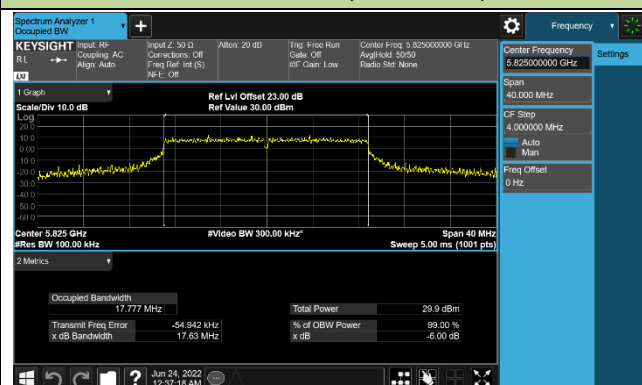 Spectrum Analyzer 1
Occupied BW
Frequency
KEYSIGHT
RL
LXI
Input: RF
Coupling: AC
Align: Auto
Input Z: 50 Ω
Corrections: Off
Freq Ref: Int (S)
NFE: Off
Atten: 20 dB
Trig: Free Run
Gate: Off
#IF Gain: Low
Center Freq: 5.825000000 GHz
Avg|Hold: 50/50
Radio Std: None
Center Frequency
5.825000000 GHz
Settings
Span
40.000 MHz
CF Step
4.000000 MHz
Auto
Man
Freq Offset
0 Hz
1 Graph
Scale/Div 10.0 dB
Ref Lvl Offset 23.00 dB
Ref Value 30.00 dBm
Log
20.0
10.0
0.00
-10.0
-20.0
-30.0
-40.0
-50.0
-60.0
Center 5.825 GHz
#Video BW 300.00 kHz*
Span 40 MHz
#Res BW 100.00 kHz
Sweep 5.00 ms (1001 pts)
2 Metrics
Occupied Bandwidth
17.777 MHz
Total Power 29.9 dBm
Transmit Freq Error -54.942 kHz
% of OBW Power 99.00 %
x dB Bandwidth 17.63 MHz
x dB -6.00 dB
?
Jun 24, 2022
12:37:18 AM